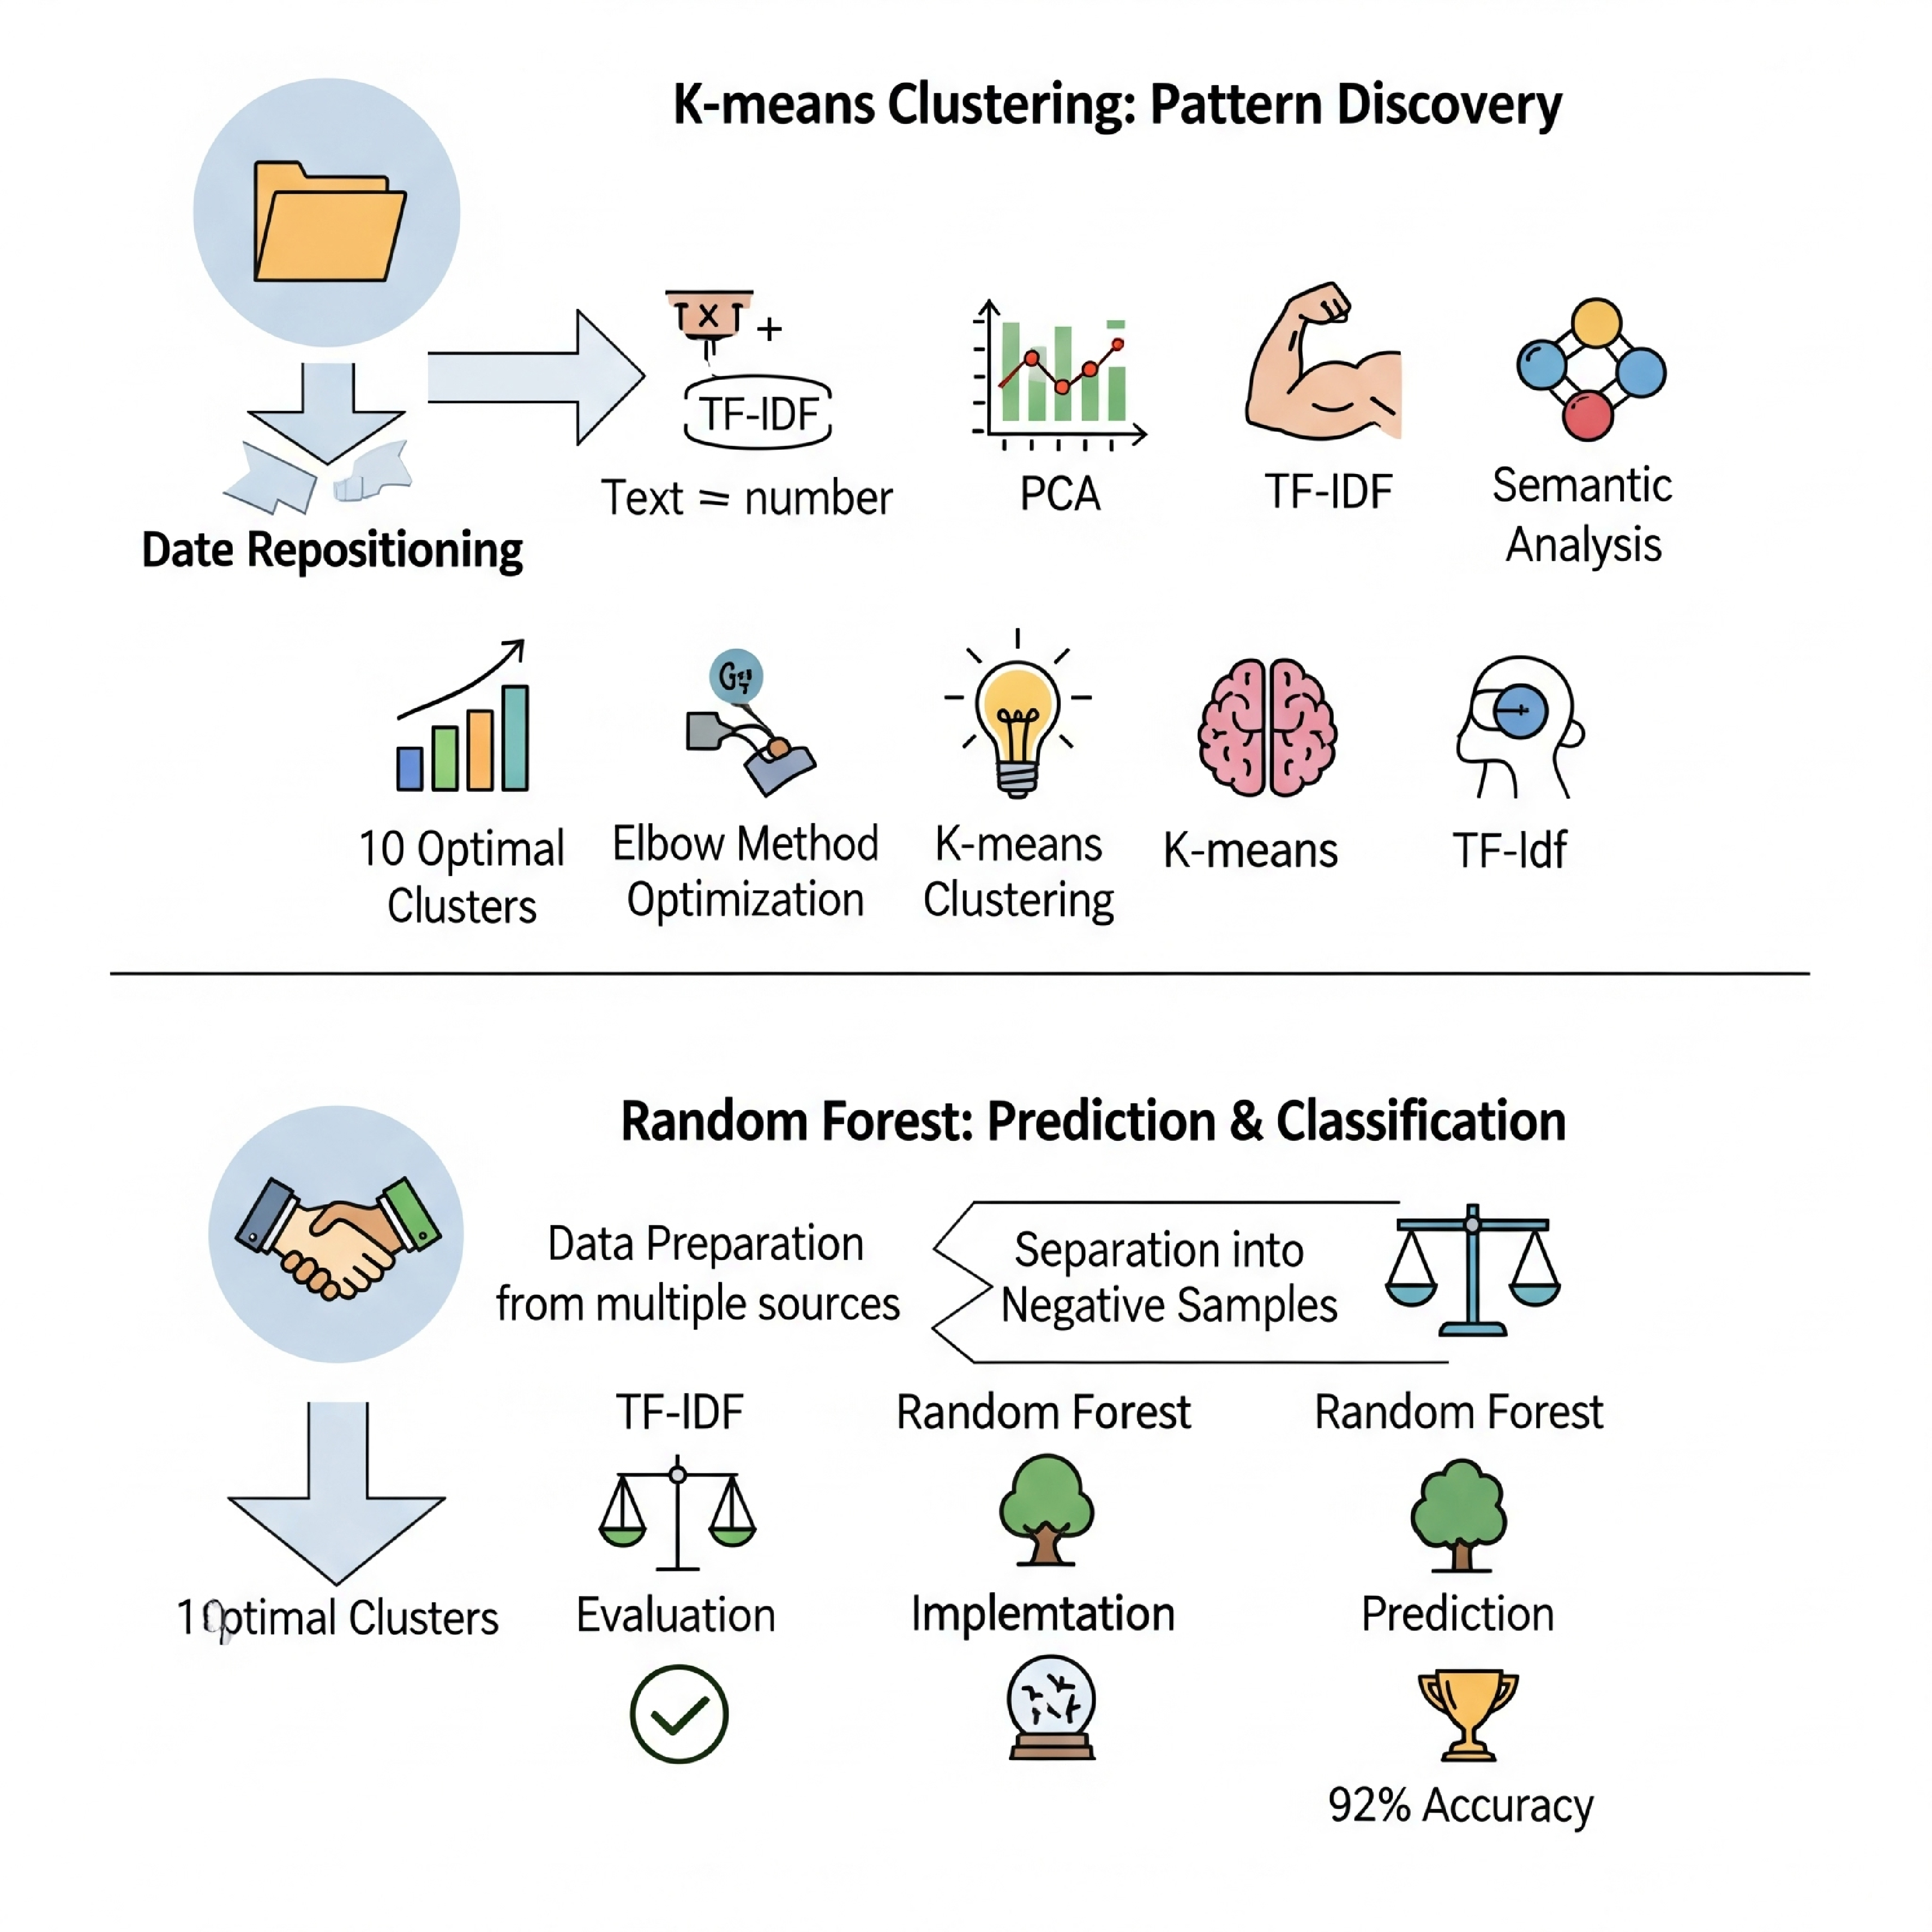 K-means Clustering: Pattern Discovery
TXT +
TF-IDF
Text = number
PCA
TF-IDF
Semantic
Analysis
Date Repositioning
10 Optimal
Clusters
Elbow Method
Optimization
K-means
Clustering
K-means
TF-Idf
Random Forest: Prediction & Classification
Data Preparation
from multiple sources
Separation into
Negative Samples
TF-IDF
Random Forest
Random Forest
Clusters
Evaluation
Implemtation
Prediction
92% Accuracy